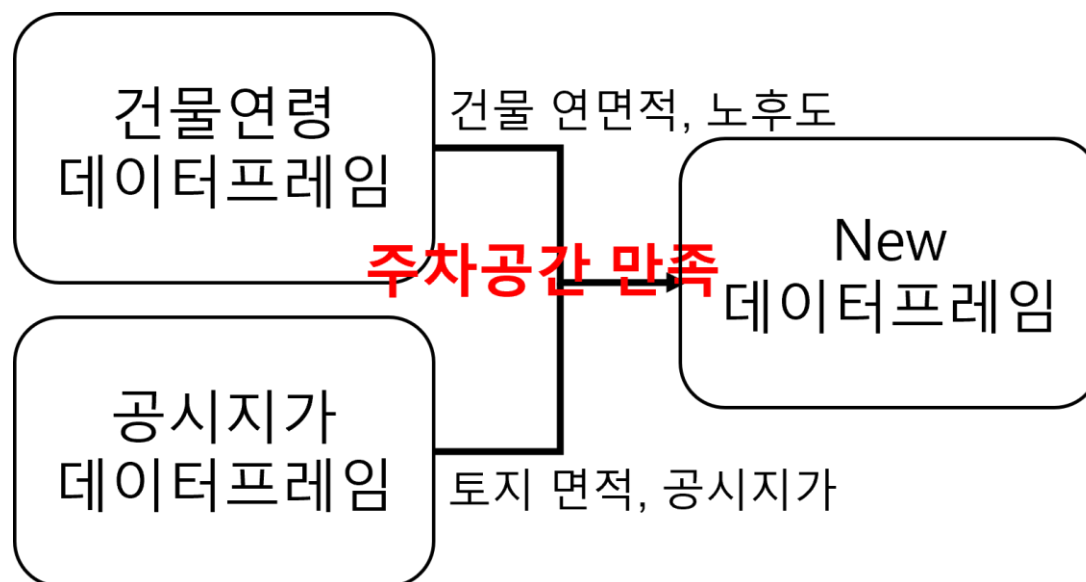 건물연령
데이터프레임
건물 연면적, 노후도
주차공간 만족
New
데이터프레임
공시지가
데이터프레임
토지 면적, 공시지가